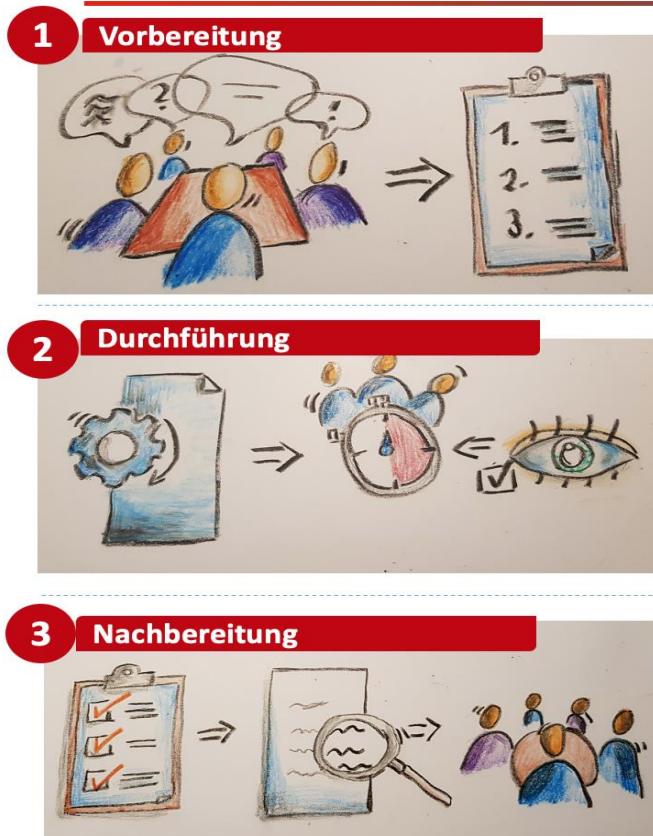 1 Vorbereitung
?
!
1.
2.
3.
2 Durchführung
3 Nachbereitung